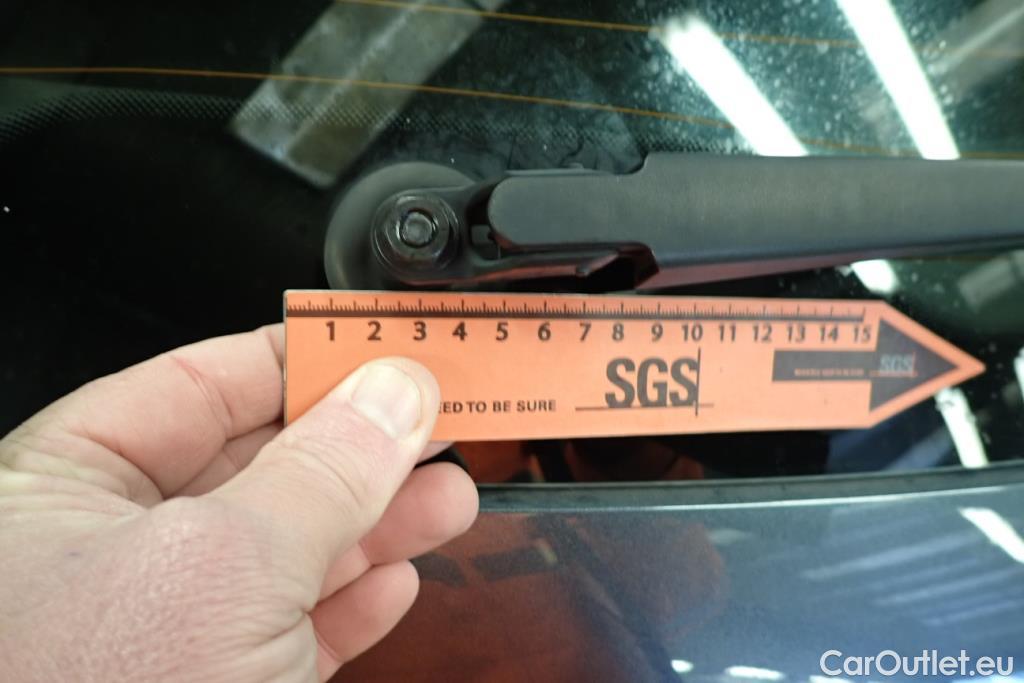 1 2 3 4 5 6 7 8 9 10 11 12 13 14 15
SGS
SGS
EED TO BE SURE
CarOutlet.eu